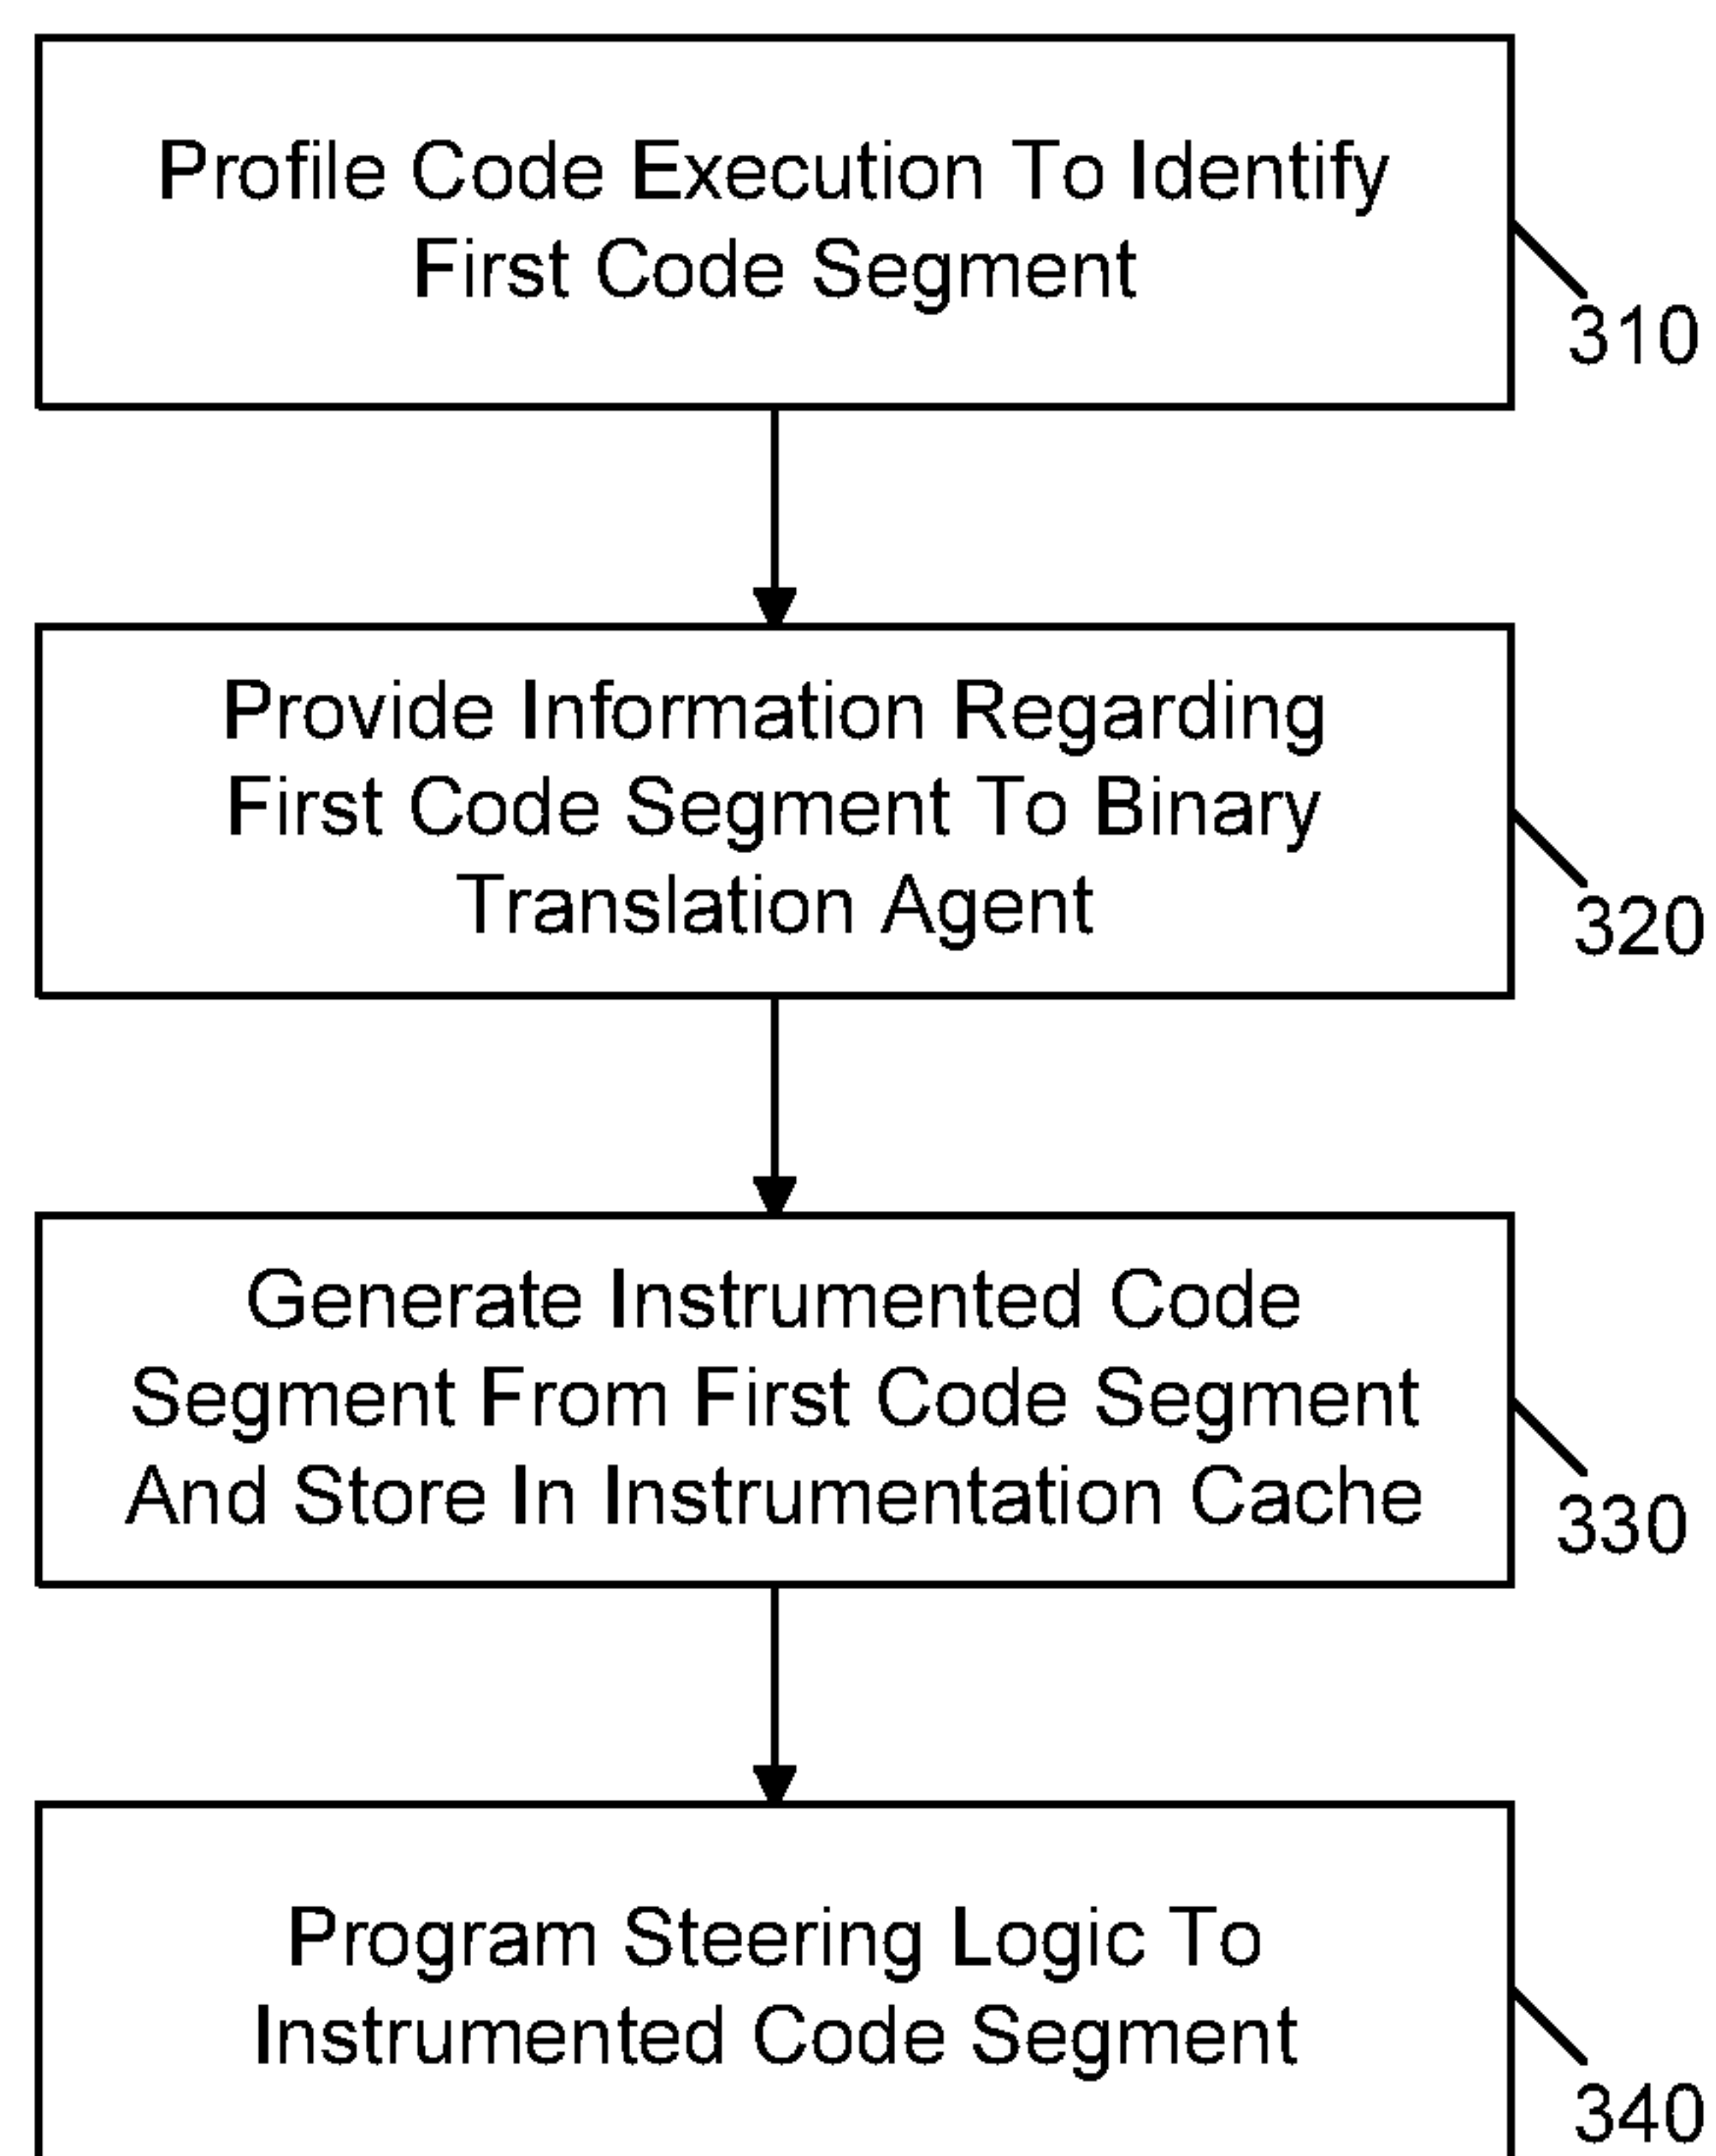 Profile Code Execution To Identify
First Code Segment
310
Provide Information Regarding
First Code Segment To Binary
Translation Agent
320
Generate Instrumented Code
Segment From First Code Segment
And Store In Instrumentation Cache
330
Program Steering Logic To
Instrumented Code Segment
340